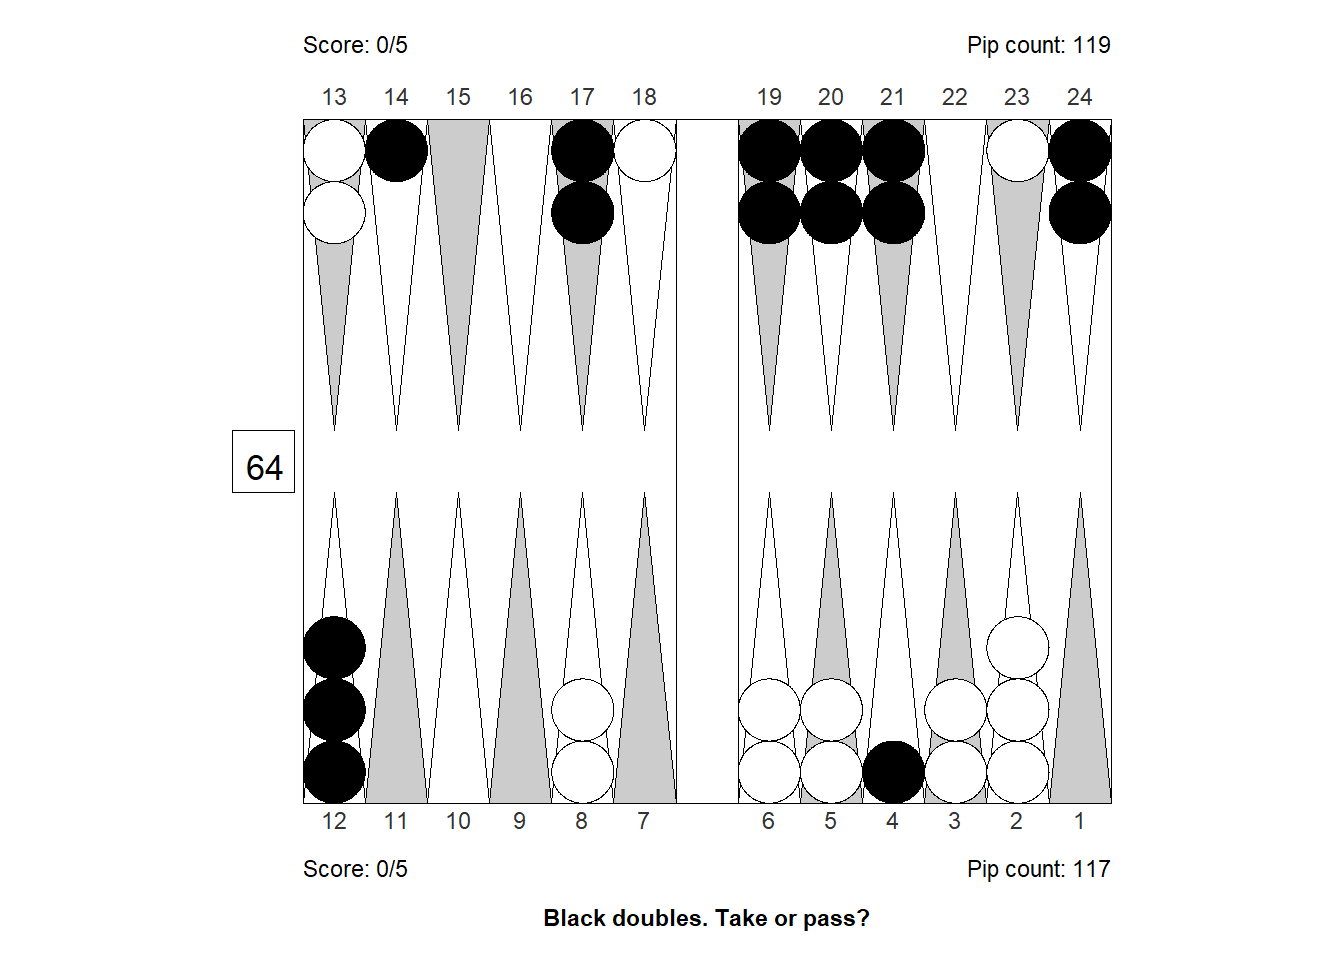 Score: 0/5 Pip count: 119
13 14 15 16 17 18 19 20 21 22 23 24
64
12 11 10 9 8 7 6 5 4 3 2 1
Score: 0/5 Pip count: 117
Black doubles. Take or pass?